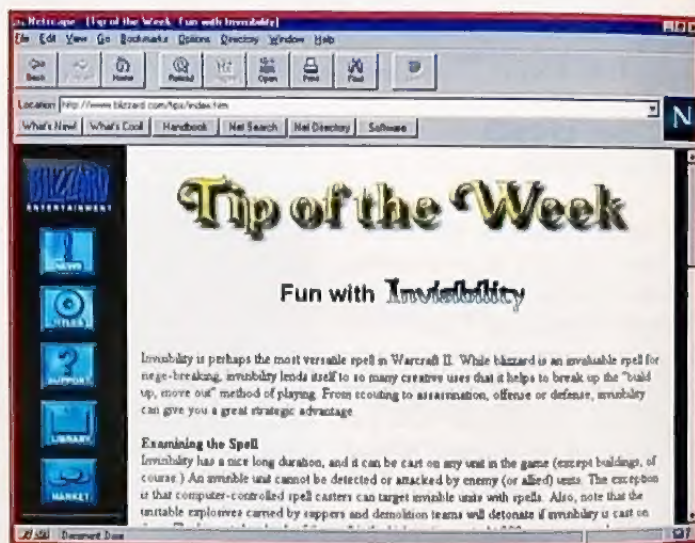 Netscape - [Tip of the Week: Fun with Invisibility]
File Edit View Go Bookmarks Options Directory Window Help
Back Home Reload Open Print Find
Location: http://www.blizzard.com/tips/index.htm
What's New! What's Cool! Handbook Net Search Net Directory Software
N
BLIZZARD
ENTERTAINMENT
NEWS
TITLES
SUPPORT
LIBRARY
MARKET
Tip of the Week
Fun with Invisibility
Invisibility is perhaps the most versatile spell in Warcraft II. While blizzard is an invaluable spell for
siege-breaking, invisibility lends itself to so many creative uses that it helps to break up the "build
up, move out" method of playing. From scouting to assassination, offense or defense, invisibility
can give you a great strategic advantage.
Examining the Spell
Invisibility has a nice long duration, and it can be cast on any unit in the game (except buildings, of
course.) An invisible unit cannot be detected or attacked by enemy (or allied) units. The exception
is that computer-controlled spell casters can target invisible units with spells. Also, note that the
unstable explosives carried by sappers and demolition teams will detonate if invisibility is cast on
Document: Done